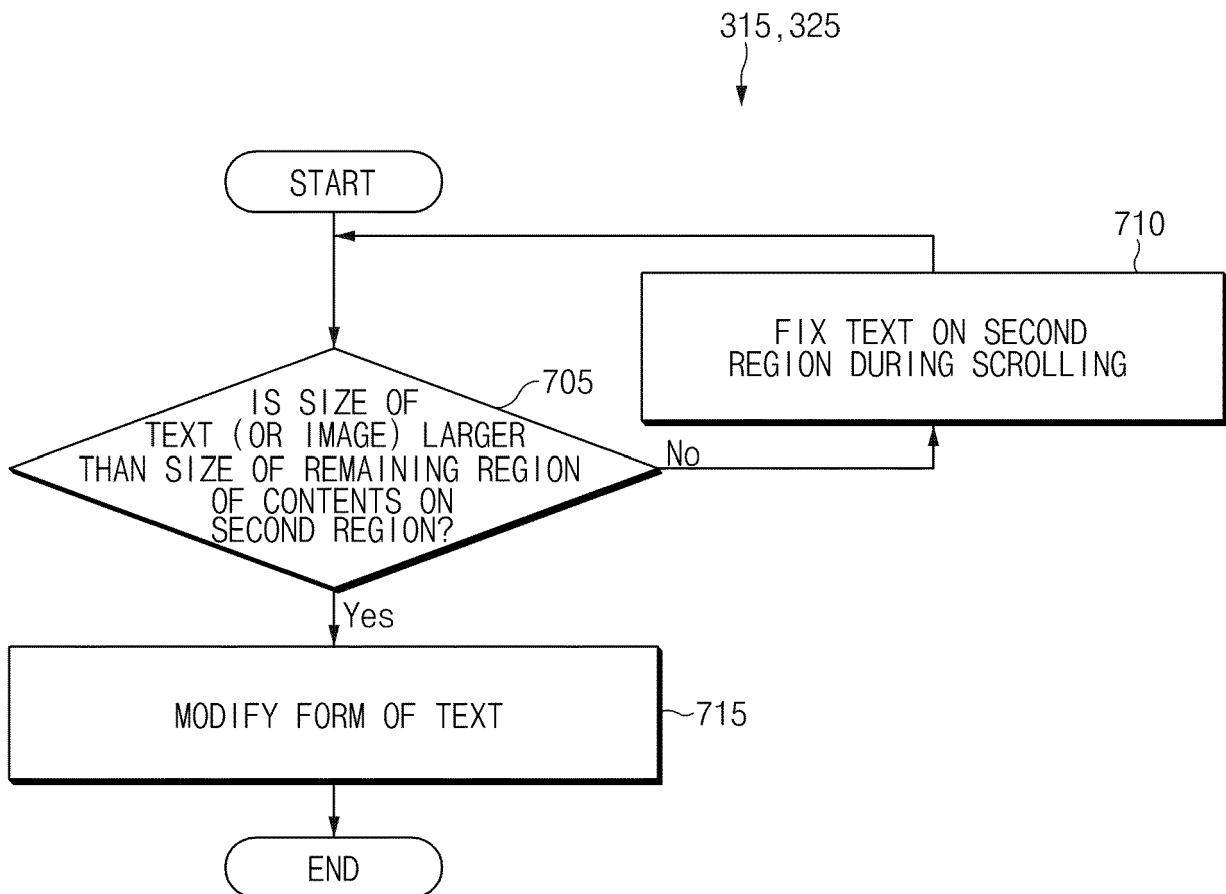 315,325
START
710
FIX TEXT ON SECOND
REGION DURING SCROLLING
705
IS SIZE OF
TEXT (OR IMAGE) LARGER
THAN SIZE OF REMAINING REGION
OF CONTENTS ON
SECOND REGION?
No
Yes
MODIFY FORM OF TEXT
715
END